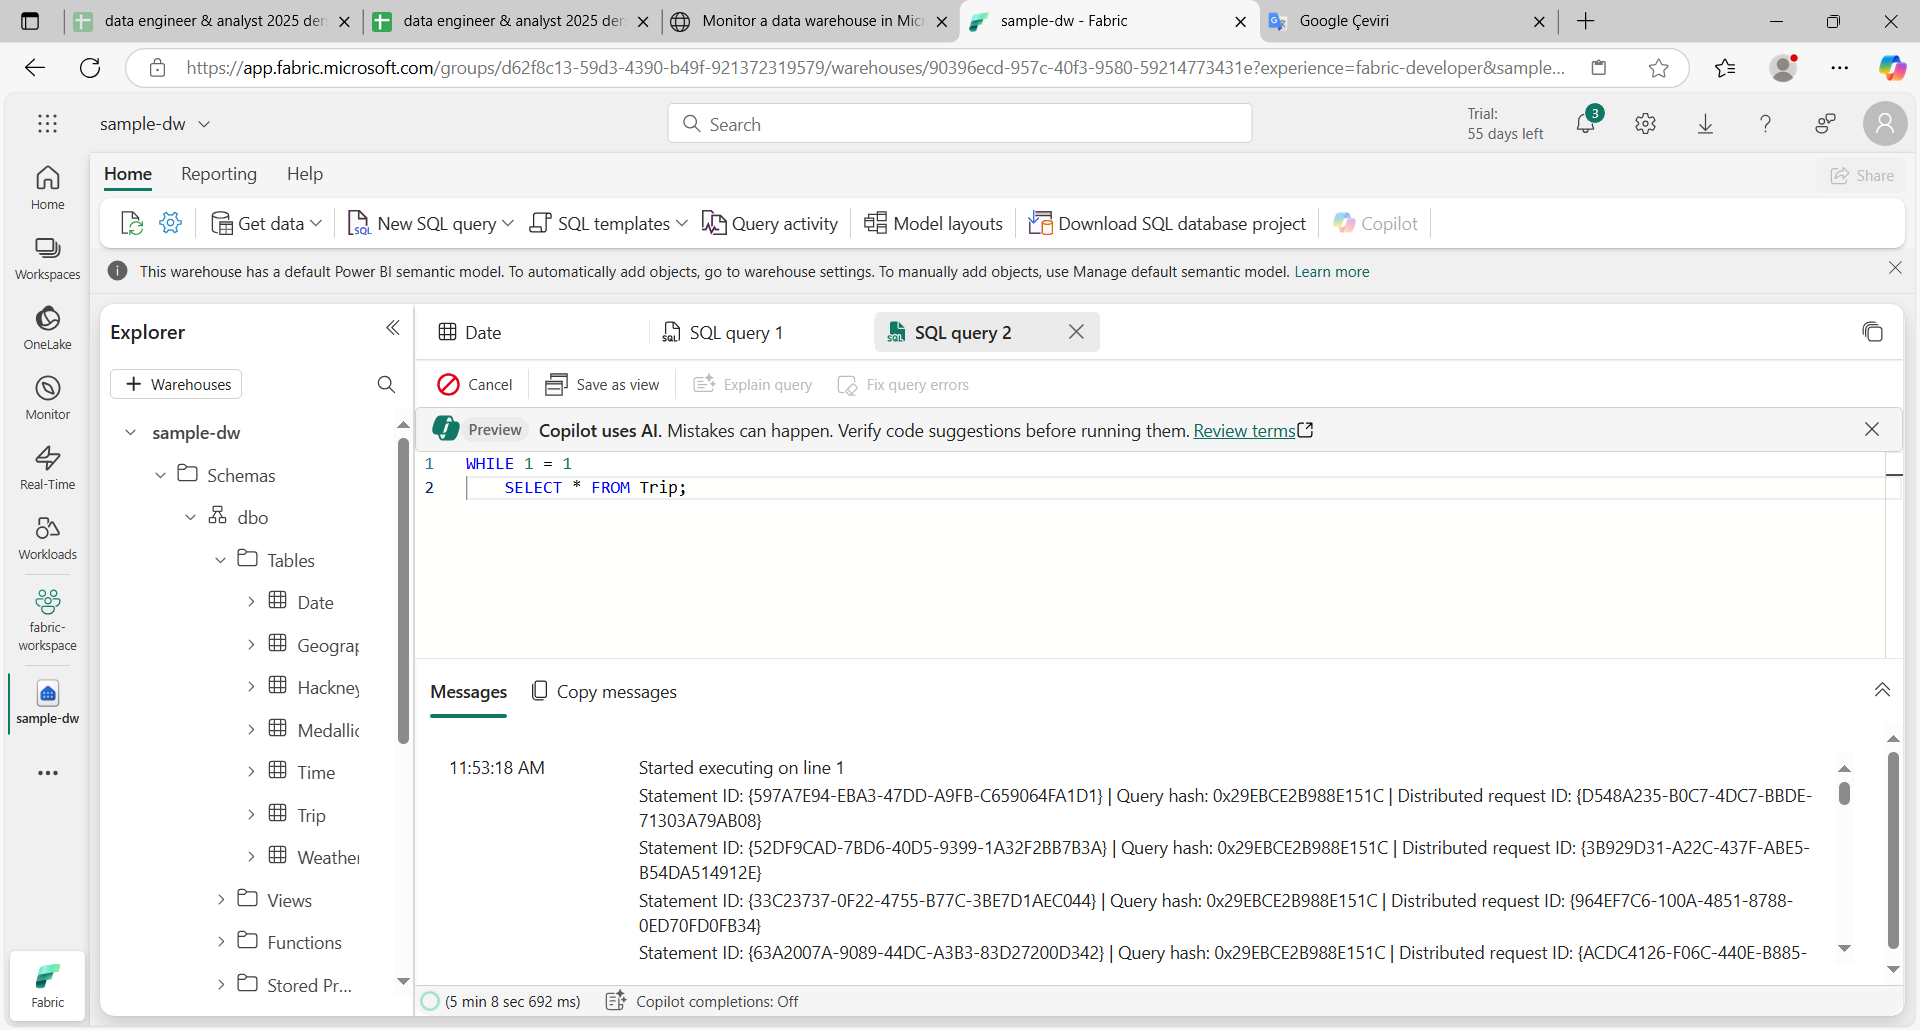 data engineer & analyst 2025 der
data engineer & analyst 2025 der
Monitor a data warehouse in Micr
sample-dw - Fabric
Google Çeviri
https://app.fabric.microsoft.com/groups/d62f8c13-59d3-4390-b49f-921372319579/warehouses/90396ecd-957c-40f3-9580-59214773431e?experience=fabric-developer&sample...
sample-dw
Search
Trial:
55 days left
3
Home
Reporting
Help
Share
Get data
New SQL query
SQL templates
Query activity
Model layouts
Download SQL database project
Copilot
This warehouse has a default Power BI semantic model. To automatically add objects, go to warehouse settings. To manually add objects, use Manage default semantic model. Learn more
Home
Workspaces
OneLake
Monitor
Real-Time
Workloads
fabric-
workspace
sample-dw
Fabric
Explorer
Warehouses
sample-dw
Schemas
dbo
Tables
Date
Geograp
Hackney
Medallic
Time
Trip
Weather
Views
Functions
Stored Pr...
Date
SQL query 1
SQL query 2
Cancel
Save as view
Explain query
Fix query errors
Preview
Copilot uses AI. Mistakes can happen. Verify code suggestions before running them. Review terms
1 WHILE 1 = 1
2 SELECT * FROM Trip;
Messages
Copy messages
11:53:18 AM
Started executing on line 1
Statement ID: {597A7E94-EBA3-47DD-A9FB-C659064FA1D1} | Query hash: 0x29EBCE2B988E151C | Distributed request ID: {D548A235-B0C7-4DC7-BBDE-
71303A79AB08}
Statement ID: {52DF9CAD-7BD6-40D5-9399-1A32F2BB7B3A} | Query hash: 0x29EBCE2B988E151C | Distributed request ID: {3B929D31-A22C-437F-ABE5-
B54DA514912E}
Statement ID: {33C23737-0F22-4755-B77C-3BE7D1AEC044} | Query hash: 0x29EBCE2B988E151C | Distributed request ID: {964EF7C6-100A-4851-8788-
0ED70FD0FB34}
Statement ID: {63A2007A-9089-44DC-A3B3-83D27200D342} | Query hash: 0x29EBCE2B988E151C | Distributed request ID: {ACDC4126-F06C-440E-B885-
(5 min 8 sec 692 ms)
Copilot completions: Off